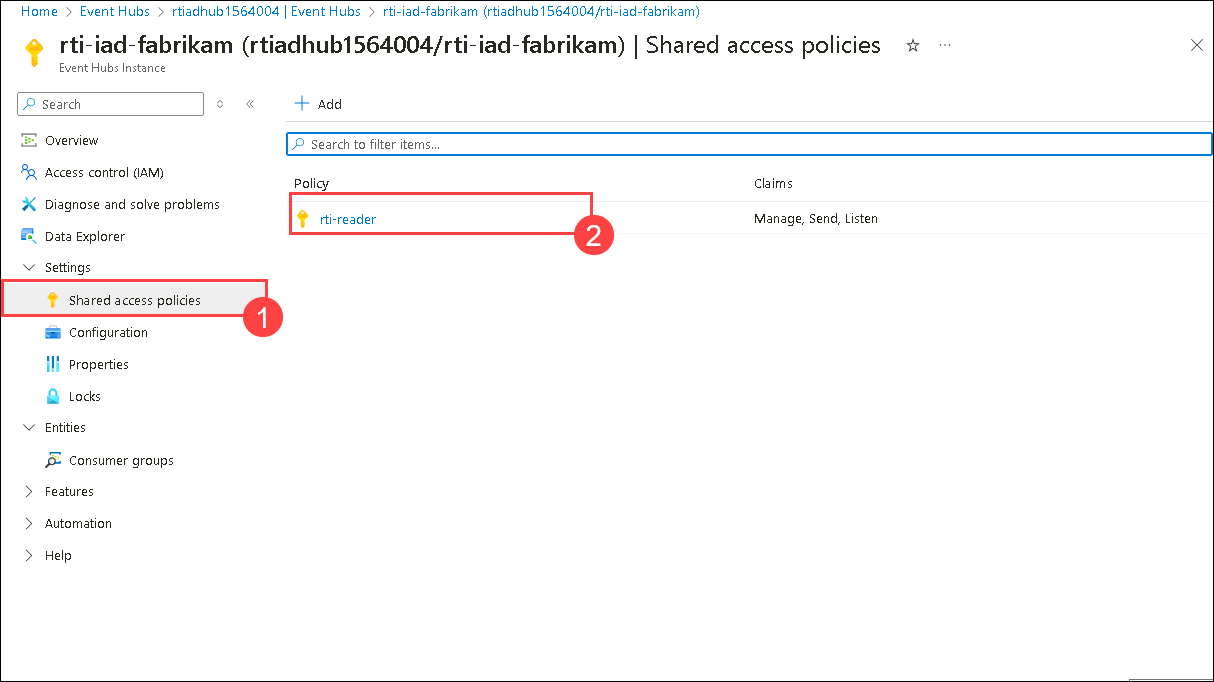 Home > Event Hubs > rtiadhub1564004 | Event Hubs > rti-iad-fabrikam (rtiadhub1564004/rti-iad-fabrikam)
rti-iad-fabrikam (rtiadhub1564004/rti-iad-fabrikam) | Shared access policies
Event Hubs Instance
Search
Add
Overview
Search to filter items...
Access control (IAM)
Policy Claims
Diagnose and solve problems
rti-reader Manage, Send, Listen
2
Data Explorer
Settings
Shared access policies
1
Configuration
Properties
Locks
Entities
Consumer groups
Features
Automation
Help